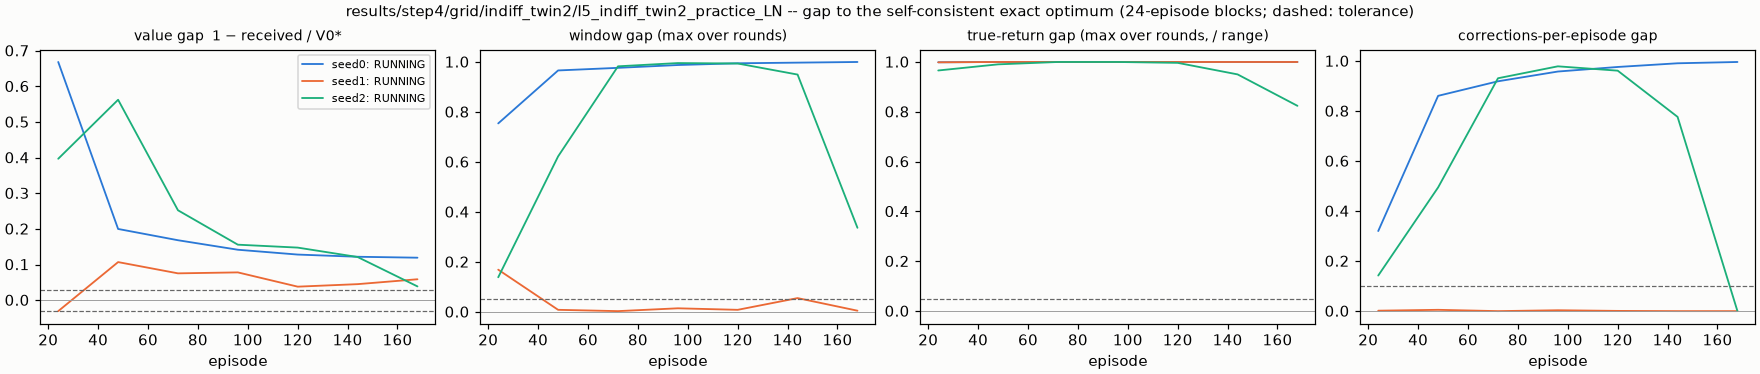 results/step4/grid/indiff_twin2/l5_indiff_twin2_practice_LN -- gap to the self-consistent exact optimum (24-episode blocks; dashed: tolerance)
value gap 1 − received / V0*
0.7
0.6
0.5
0.4
0.3
0.2
0.1
0.0
20 40 60 80 100 120 140 160
episode
seed0: RUNNING
seed1: RUNNING
seed2: RUNNING
window gap (max over rounds)
1.0
0.8
0.6
0.4
0.2
0.0
20 40 60 80 100 120 140 160
episode
true-return gap (max over rounds, / range)
1.0
0.8
0.6
0.4
0.2
0.0
20 40 60 80 100 120 140 160
episode
corrections-per-episode gap
1.0
0.8
0.6
0.4
0.2
0.0
20 40 60 80 100 120 140 160
episode